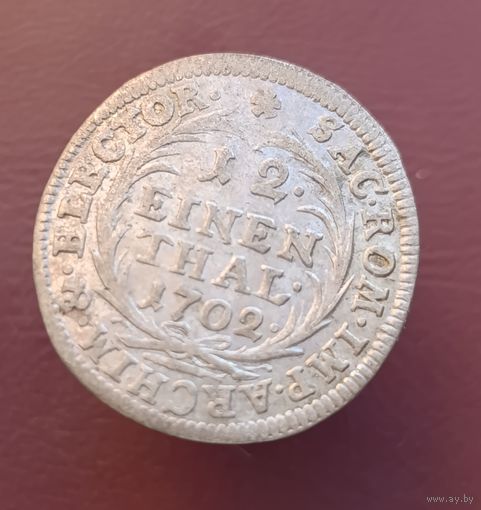 SAC·ROM·IMP·ARCHIM·&·ELECTOR·
12·
EINEN
THAL·
1702·
www.ay.by